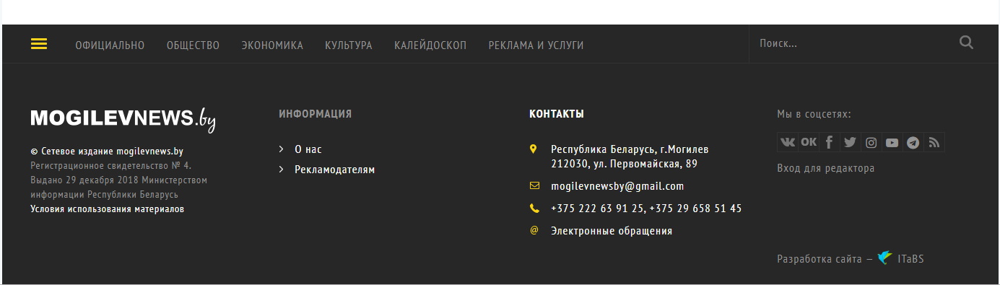 ОФИЦИАЛЬНО ОБЩЕСТВО ЭКОНОМИКА КУЛЬТУРА КАЛЕЙДОСКОП РЕКЛАМА И УСЛУГИ Поиск...
MOGILEVNEWS.by
© Сетевое издание mogilevnews.by
Регистрационное свидетельство № 4.
Выдано 29 декабря 2018 Министерством
информации Республики Беларусь
Условия использования материалов
ИНФОРМАЦИЯ
О нас
Рекламодателям
КОНТАКТЫ
Республика Беларусь, г.Могилев
212030, ул. Первомайская, 89
mogilevnewsby@gmail.com
+375 222 63 91 25, +375 29 658 51 45
@ Электронные обращения
Мы в соцсетях:
Вход для редактора
Разработка сайта — ITaBS